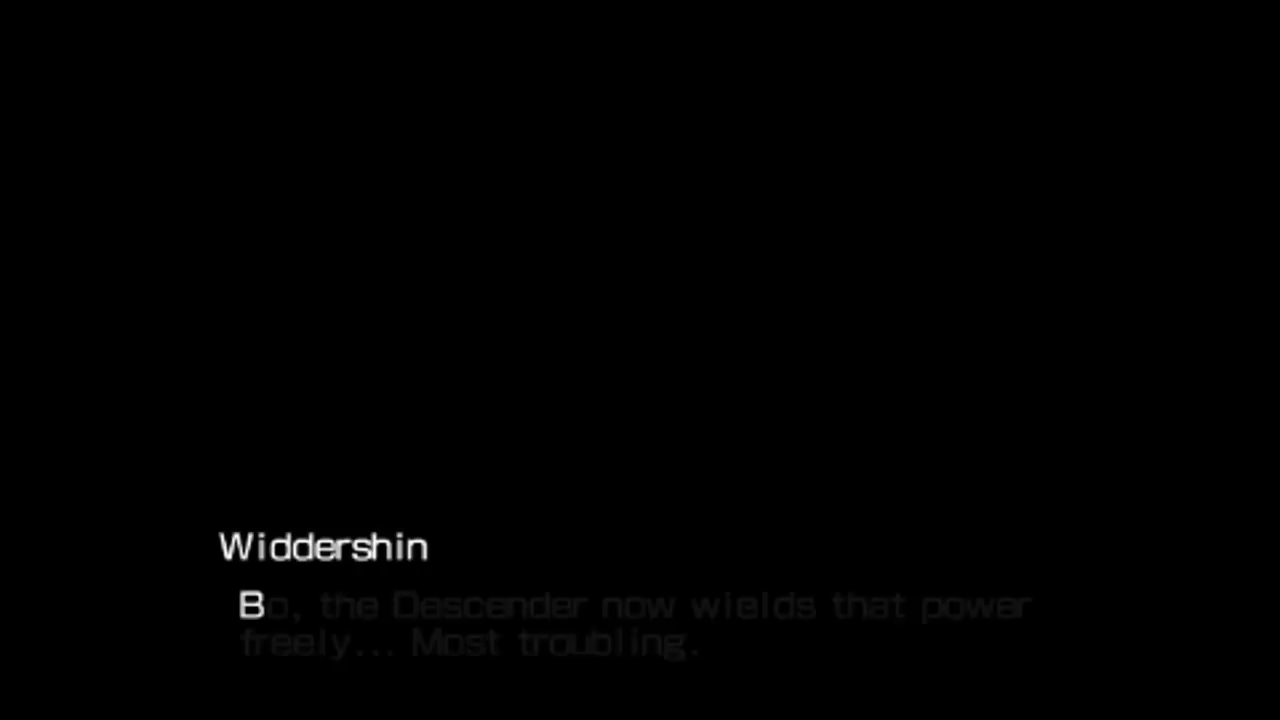 Widdershin
Bo, the Descender now wields that power
freely... Most troubling.